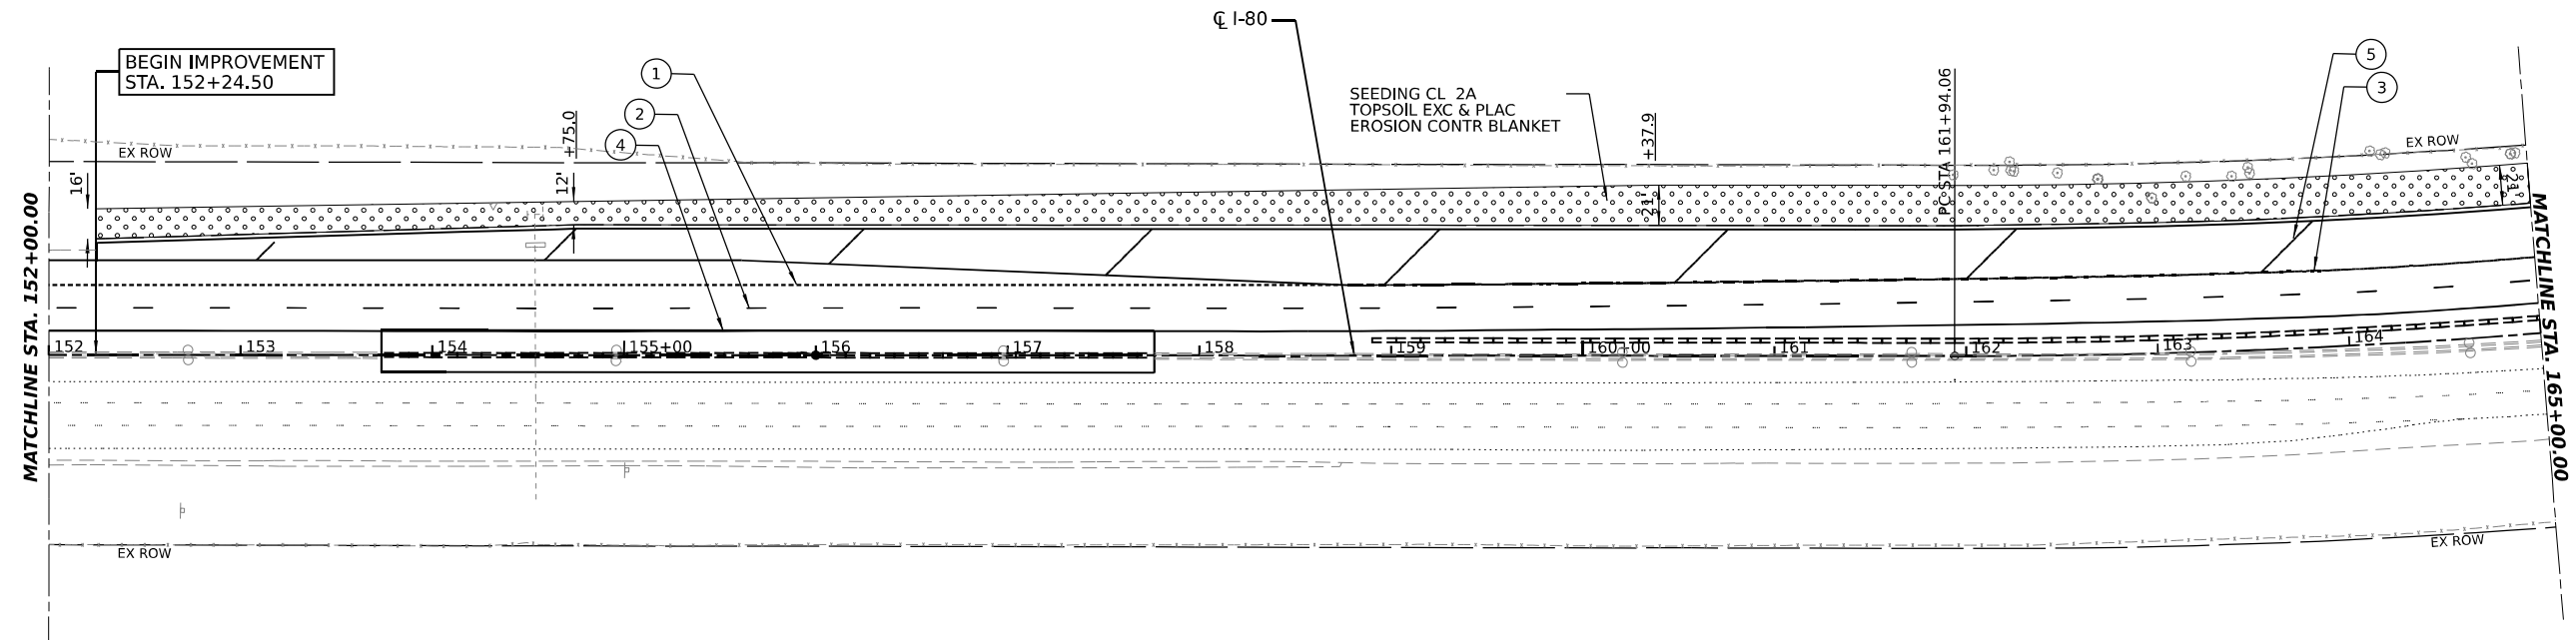 ℄ I-80
BEGIN IMPROVEMENT
STA. 152+24.50
1
2
4
5
3
SEEDING CL 2A
TOPSOIL EXC & PLAC
EROSION CONTR BLANKET
+75.0
+37.9
PC STA 161+94.06
EX ROW
EX ROW
16'
12'
21'
21'
MATCHLINE STA. 152+00.00
MATCHLINE STA. 165+00.00
152
153
154
155+00
156
157
158
159
160+00
161
162
163
164
EX ROW
EX ROW